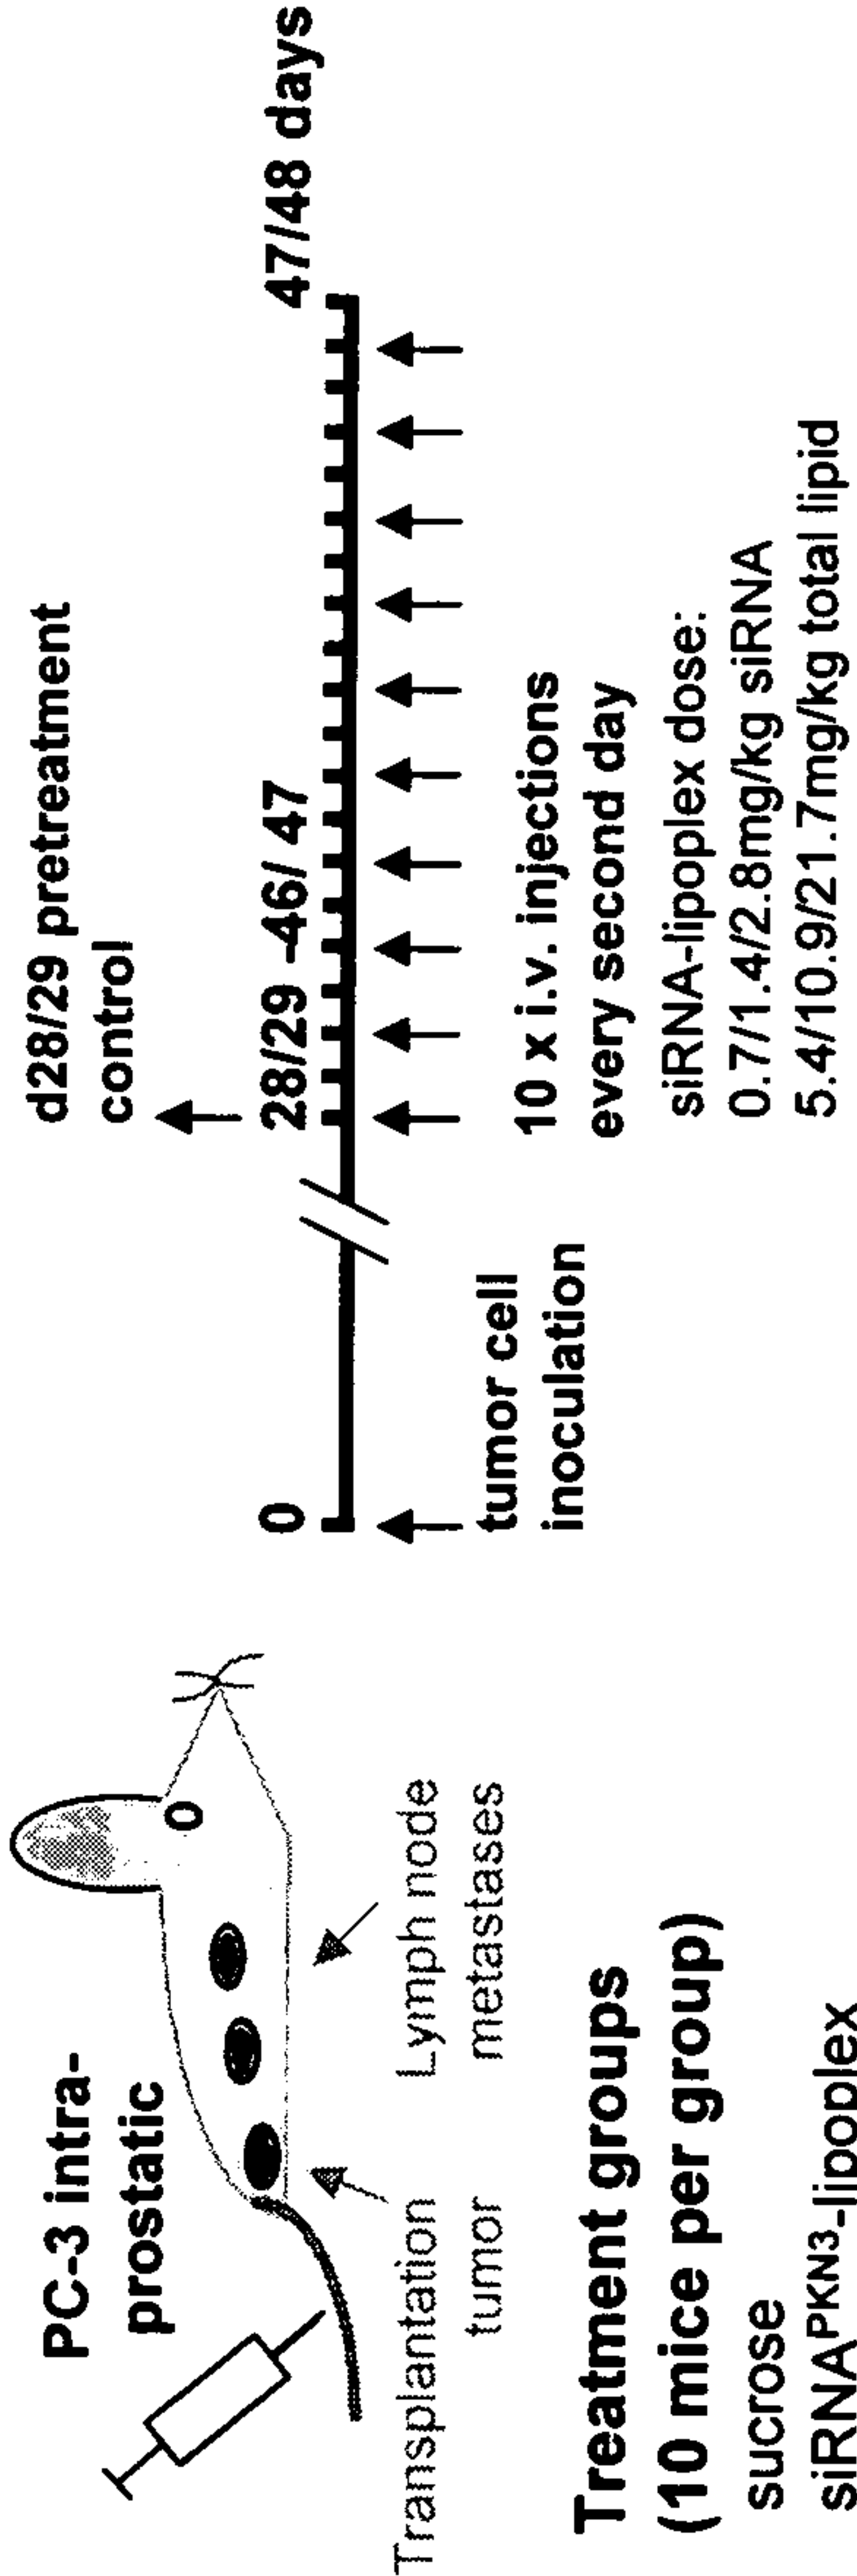 PC-3 intra-
prostatic
Transplantation
tumor
Lymph node
metastases
Treatment groups
(10 mice per group)
sucrose
siRNAPKN3-lipoplex
d28/29 pretreatment
control
0
28/29 -46/ 47
47/48 days
tumor cell
inoculation
10 x i.v. injections
every second day
siRNA-lipoplex dose:
0.7/1.4/2.8mg/kg siRNA
5.4/10.9/21.7mg/kg total lipid